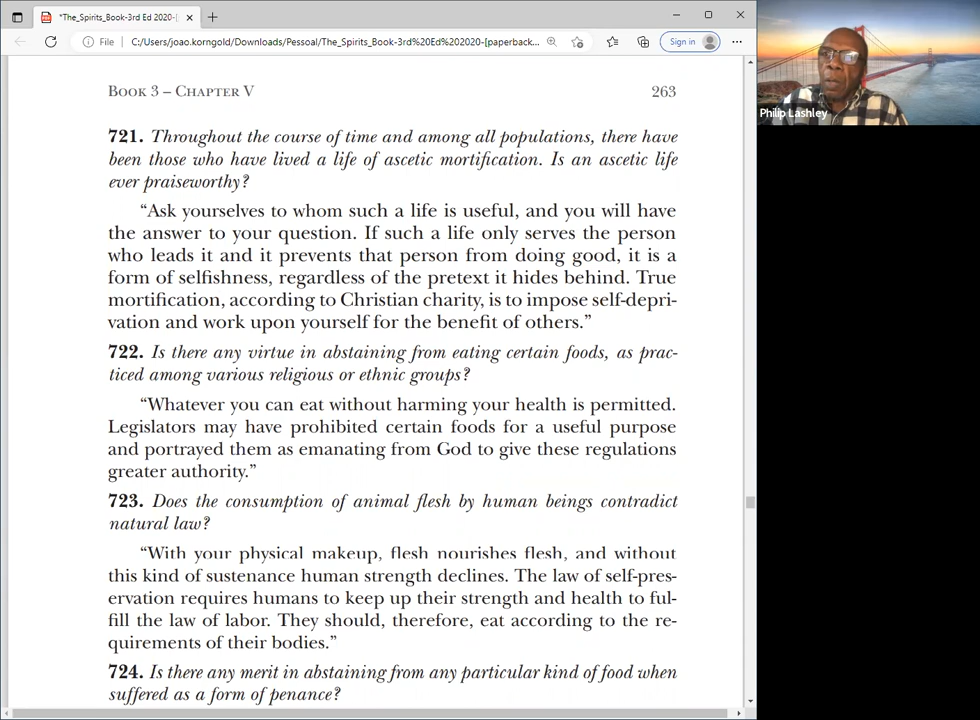 *The_Spirits_Book-3rd Ed 2020-[
File
C:/Users/joao.korngold/Downloads/Pessoal/The_Spirits_Book-3rd%20Ed%202020-[paperback...
Sign in
Philip Lashley
BOOK 3 – CHAPTER V 263
721. Throughout the course of time and among all populations, there have
been those who have lived a life of ascetic mortification. Is an ascetic life
ever praiseworthy?
“Ask yourselves to whom such a life is useful, and you will have
the answer to your question. If such a life only serves the person
who leads it and it prevents that person from doing good, it is a
form of selfishness, regardless of the pretext it hides behind. True
mortification, according to Christian charity, is to impose self-depri-
vation and work upon yourself for the benefit of others.”
722. Is there any virtue in abstaining from eating certain foods, as prac-
ticed among various religious or ethnic groups?
“Whatever you can eat without harming your health is permitted.
Legislators may have prohibited certain foods for a useful purpose
and portrayed them as emanating from God to give these regulations
greater authority.”
723. Does the consumption of animal flesh by human beings contradict
natural law?
“With your physical makeup, flesh nourishes flesh, and without
this kind of sustenance human strength declines. The law of self-pres-
ervation requires humans to keep up their strength and health to ful-
fill the law of labor. They should, therefore, eat according to the re-
quirements of their bodies.”
724. Is there any merit in abstaining from any particular kind of food when
suffered as a form of penance?